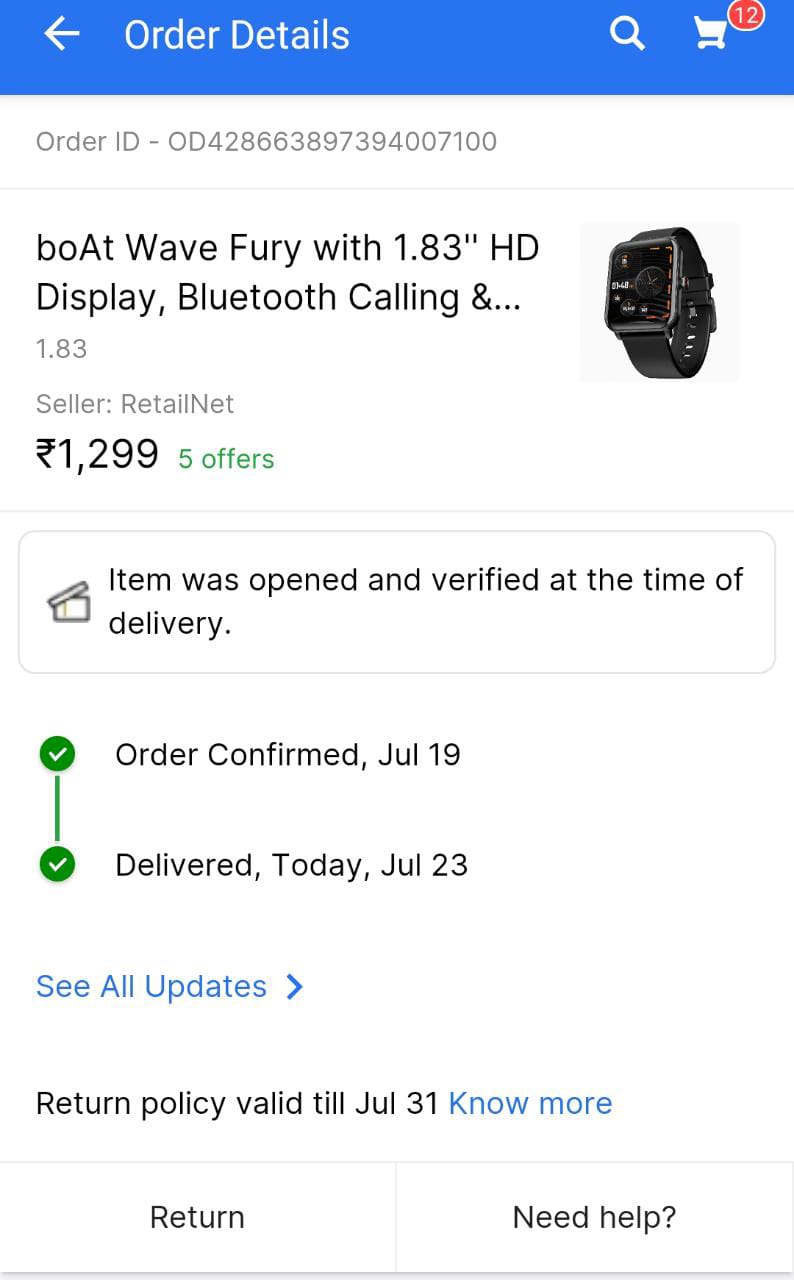 Order Details
12
Order ID - OD428663897394007100
boAt Wave Fury with 1.83" HD
Display, Bluetooth Calling &...
1.83
Seller: RetailNet
₹1,299 5 offers
Item was opened and verified at the time of
delivery.
Order Confirmed, Jul 19
Delivered, Today, Jul 23
See All Updates
Return policy valid till Jul 31 Know more
Return
Need help?